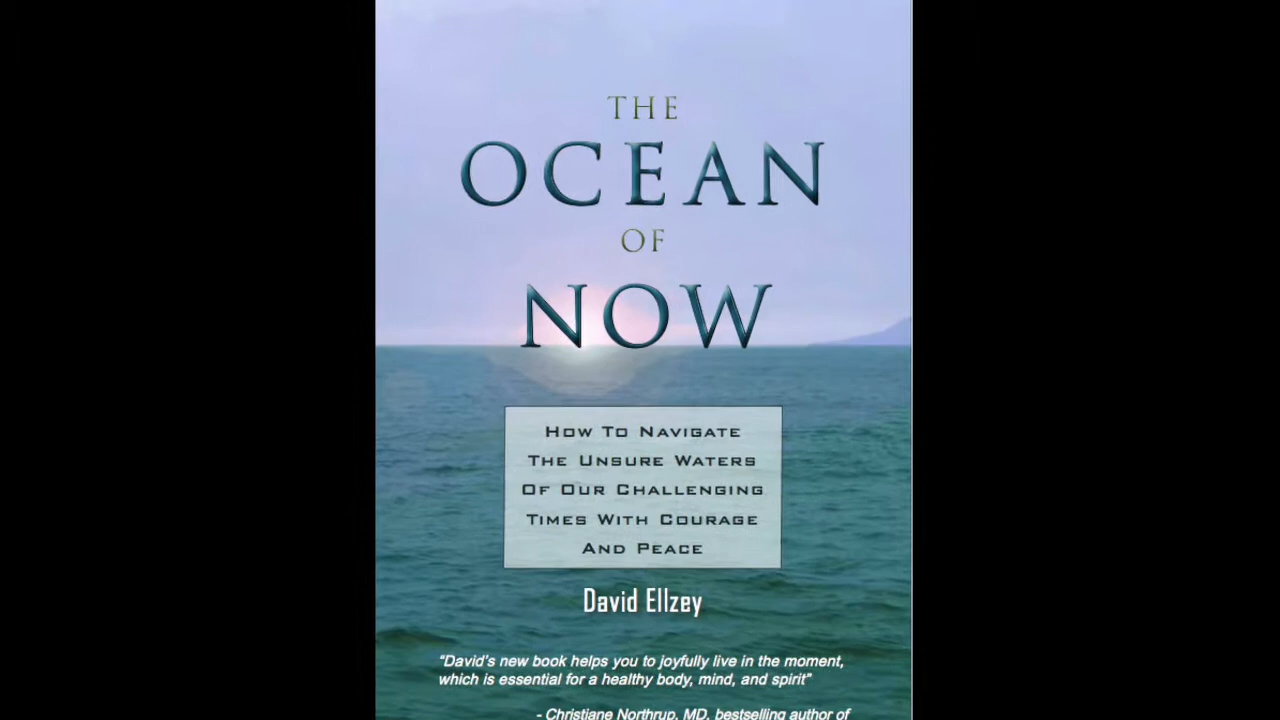 THE
OCEAN
OF
NOW
HOW TO NAVIGATE
THE UNSURE WATERS
OF OUR CHALLENGING
TIMES WITH COURAGE
AND PEACE
David Ellzey
“David’s new book helps you to joyfully live in the moment,
which is essential for a healthy body, mind, and spirit”
- Christiane Northrup, MD, bestselling author of